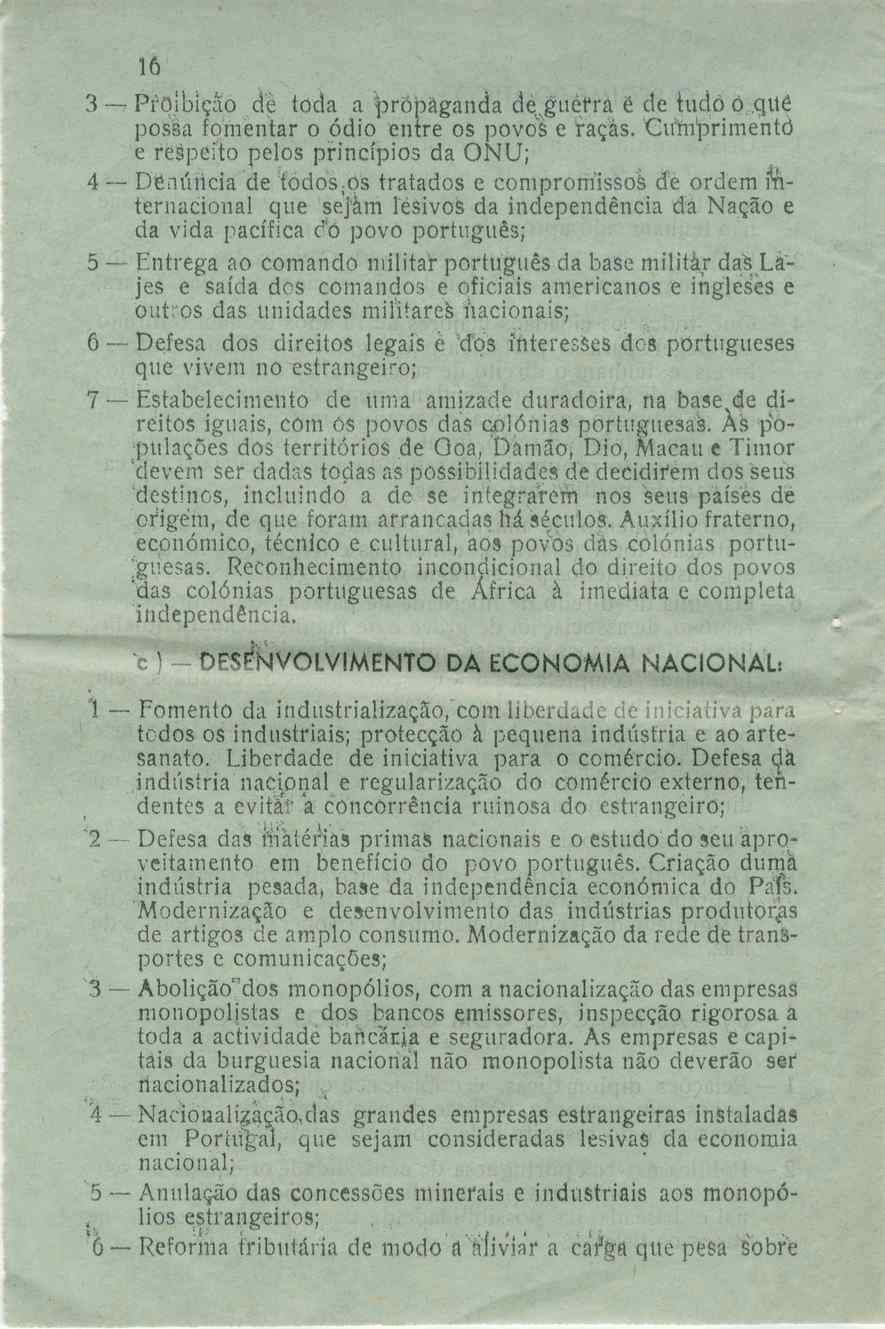 16
3 — Proibição de toda a propaganda de guerra e de tudo o que
possa fomentar o ódio entre os povos e raças. Cumprimento
e respeito pelos princípios da ONU;
4 — Denúncia de todos os tratados e compromissos de ordem in-
ternacional que sejam lesivos da independência da Nação e
da vida pacífica do povo português;
5 — Entrega ao comando militar português da base militar das La-
jes e saída dos comandos e oficiais americanos e ingleses e
outros das unidades militares nacionais;
6 — Defesa dos direitos legais e dos interesses dos portugueses
que vivem no estrangeiro;
7 — Estabelecimento de uma amizade duradoira, na base de di-
reitos iguais, com os povos das colónias portuguesas. Às po-
pulações dos territórios de Goa, Damão, Dio, Macau e Timor
devem ser dadas todas as possibilidades de decidirem dos seus
destinos, incluindo a de se integrarem nos seus países de
origem, de que foram arrancadas há séculos. Auxílio fraterno,
económico, técnico e cultural, aos povos das colónias portu-
guesas. Reconhecimento incondicional do direito dos povos
das colónias portuguesas de África à imediata e completa
independência.
c) — DESENVOLVIMENTO DA ECONOMIA NACIONAL:
1 — Fomento da industrialização, com liberdade de iniciativa para
todos os industriais; protecção à pequena indústria e ao arte-
sanato. Liberdade de iniciativa para o comércio. Defesa da
indústria nacional e regularização do comércio externo, ten-
dentes a evitar a concorrência ruinosa do estrangeiro;
2 — Defesa das matérias primas nacionais e o estudo do seu apro-
veitamento em benefício do povo português. Criação duma
indústria pesada, base da independência económica do País.
Modernização e desenvolvimento das indústrias produtoras
de artigos de amplo consumo. Modernização da rede de trans-
portes e comunicações;
3 — Abolição dos monopólios, com a nacionalização das empresas
monopolistas e dos bancos emissores, inspecção rigorosa a
toda a actividade bancária e seguradora. As empresas e capi-
tais da burguesia nacional não monopolista não deverão ser
nacionalizados;
4 — Nacionalização das grandes empresas estrangeiras instaladas
em Portugal, que sejam consideradas lesivas da economia
nacional;
5 — Anulação das concessões minerais e industriais aos monopó-
lios estrangeiros;
6 — Reforma tributária de modo a aliviar a carga que pesa sobre